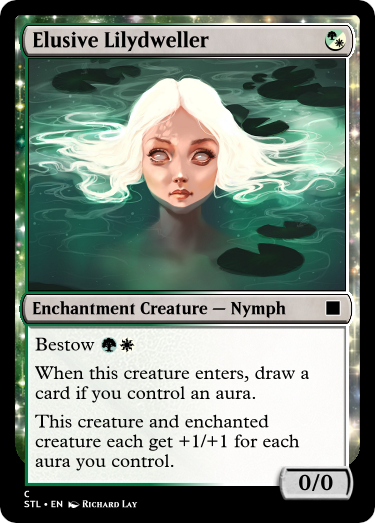 Elusive Lilydweller
Enchantment Creature — Nymph
Bestow
When this creature enters, draw a
card if you control an aura.
This creature and enchanted
creature each get +1/+1 for each
aura you control.
0/0
C
STL • EN Richard Lay